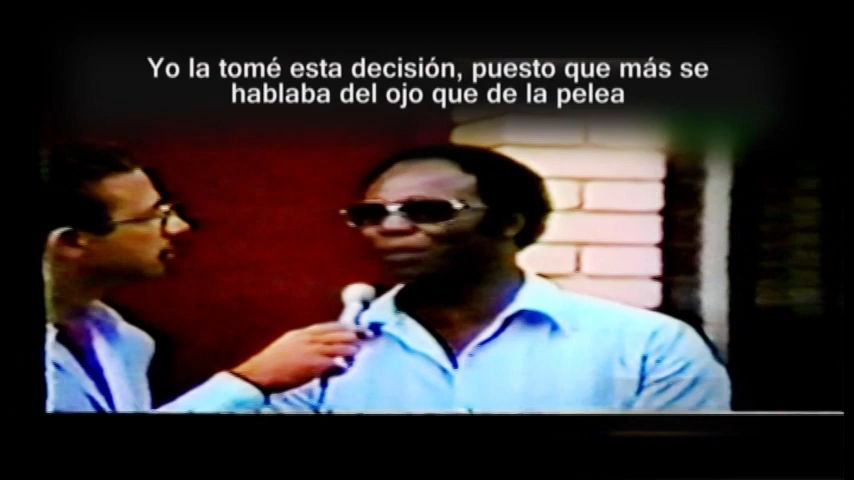 Yo la tomé esta decisión, puesto que más se
hablaba del ojo que de la pelea